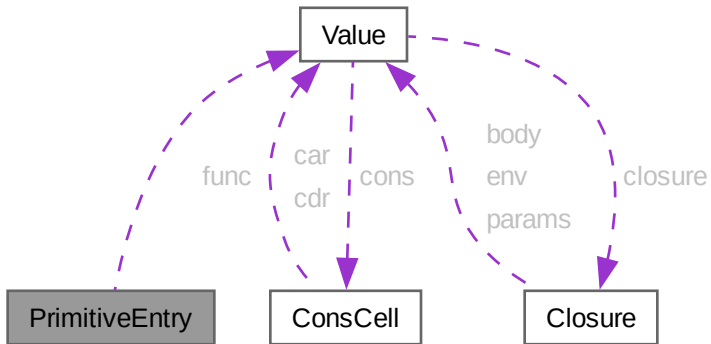 Value
func
car
cdr
cons
body
env
params
closure
PrimitiveEntry
ConsCell
Closure